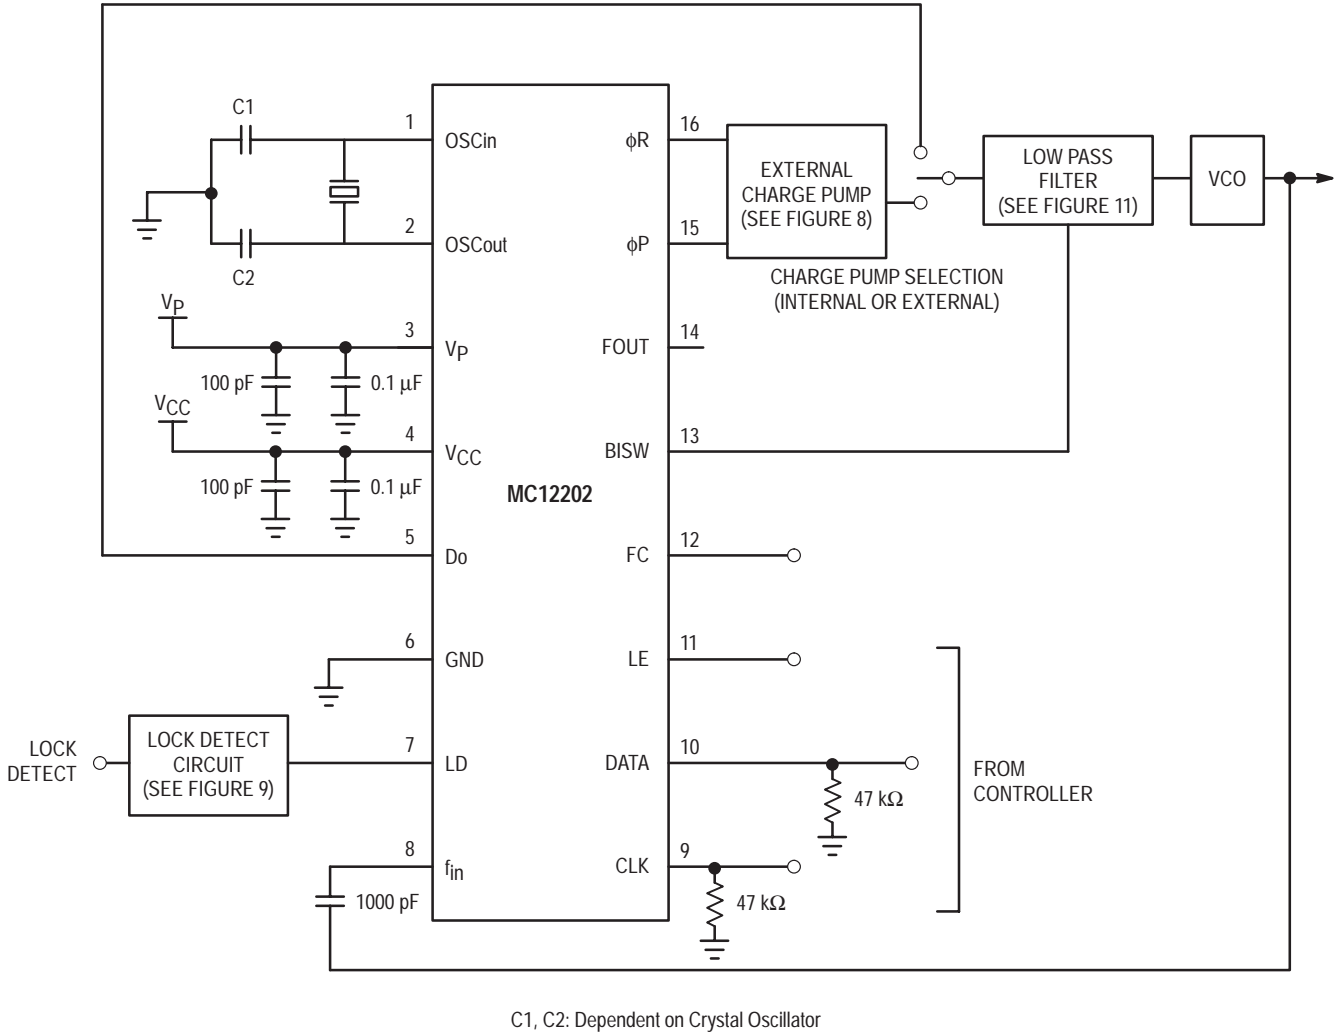 C1
1
OSCin
C2
2
OSCout
VP
3
VP
100 pF
0.1 µF
VCC
4
VCC
100 pF
0.1 µF
MC12202
5
Do
6
GND
LOCK
DETECT
LOCK DETECT
CIRCUIT
(SEE FIGURE 9)
7
LD
8
fin
1000 pF
16
ϕR
15
ϕP
EXTERNAL
CHARGE PUMP
(SEE FIGURE 8)
CHARGE PUMP SELECTION
(INTERNAL OR EXTERNAL)
LOW PASS
FILTER
(SEE FIGURE 11)
VCO
14
FOUT
13
BISW
12
FC
11
LE
10
DATA
47 kΩ
9
CLK
47 kΩ
FROM
CONTROLLER
C1, C2: Dependent on Crystal Oscillator